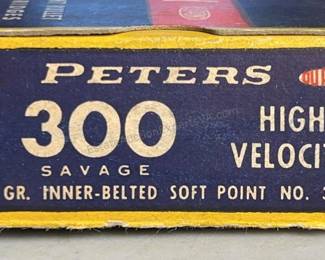 PETERS
300
SAVAGE
HIGH
VELOCIT
GR. INNER-BELTED SOFT POINT NO.